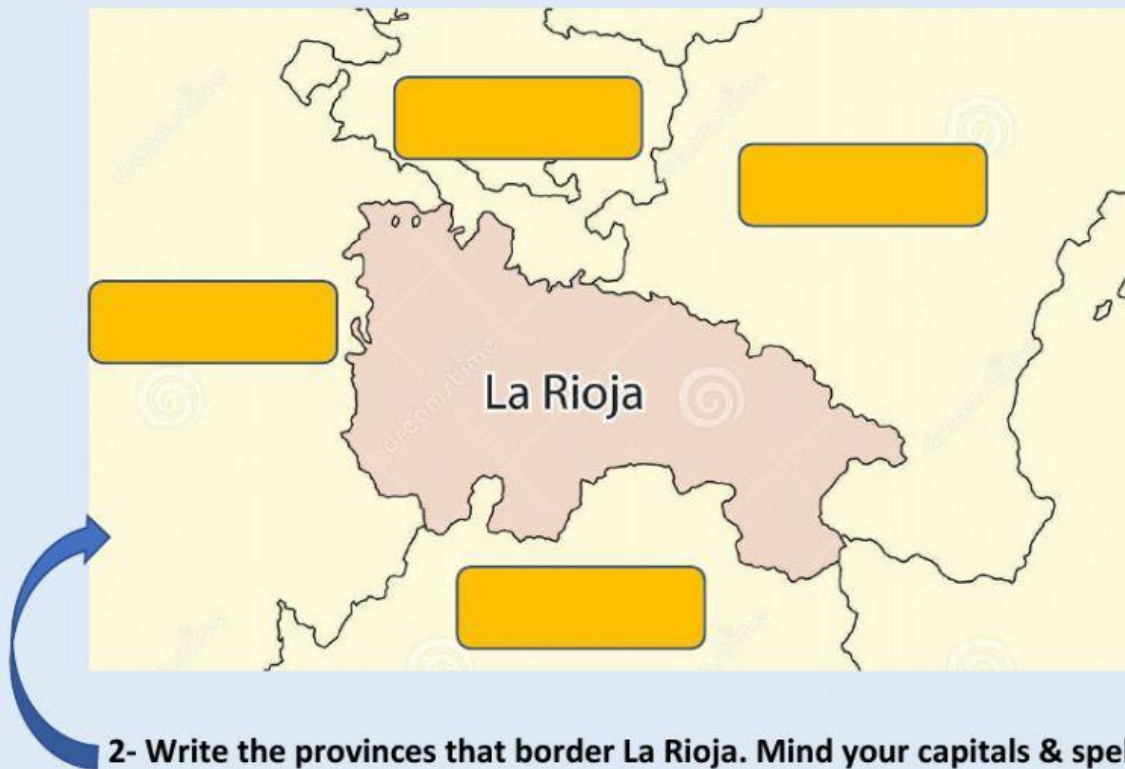 La Rioja
2- Write the provinces that border La Rioja. Mind your capitals & spel